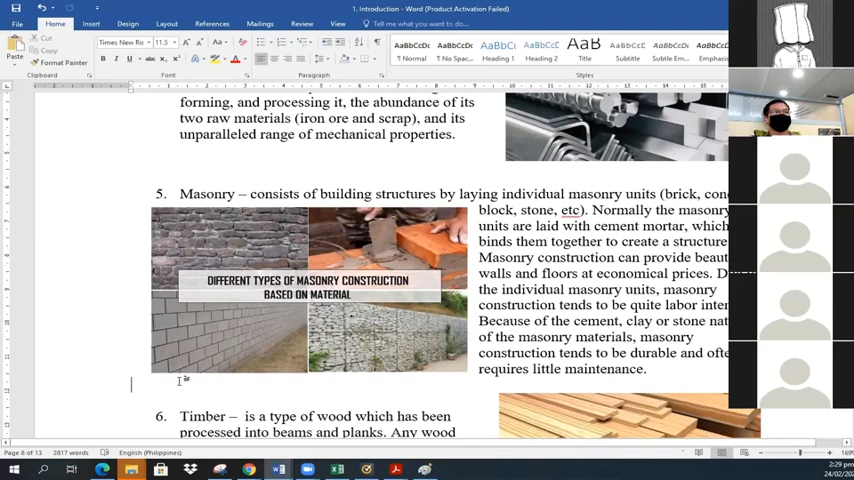 1. Introduction - Word (Product Activation Failed)
File Home Insert Design Layout References Mailings Review View Tell me what you want to do
Cut
Copy
Paste
Format Painter
Times New Ro 11.5
AaBbCcDc AaBbCcDc AaBbCc AaBbCcD AaB AaBbCcC AaBbCcDc AaBbCcDc
¶ Normal ¶ No Spac... Heading 1 Heading 2 Title Subtitle Subtle Em... Emphasis
Clipboard Font Paragraph Styles
forming, and processing it, the abundance of its
two raw materials (iron ore and scrap), and its
unparalleled range of mechanical properties.
5. Masonry – consists of building structures by laying individual masonry units (brick,
block, stone, etc). Normally the masonry
units are laid with cement mortar, which
binds them together to create a structure
Masonry construction can provide
walls and floors at economical prices.
the individual masonry units, masonry
construction tends to be quite labor
Because of the cement, clay or stone
of the masonry materials, masonry
construction tends to be durable and
requires little maintenance.
DIFFERENT TYPES OF MASONRY CONSTRUCTION
BASED ON MATERIAL
6. Timber – is a type of wood which has been
processed into beams and planks. Any wood
Page 8 of 13 2817 words English (Philippines) 169%
2:29 pm